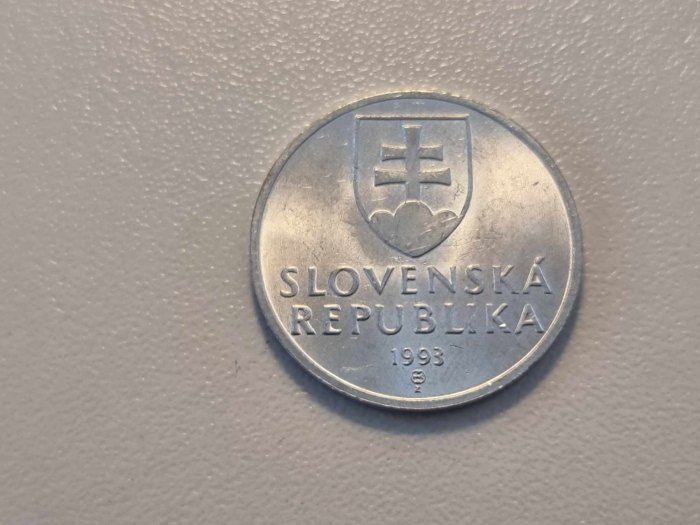 SLOVENSKÁ
REPUBLIKA
1993
Z